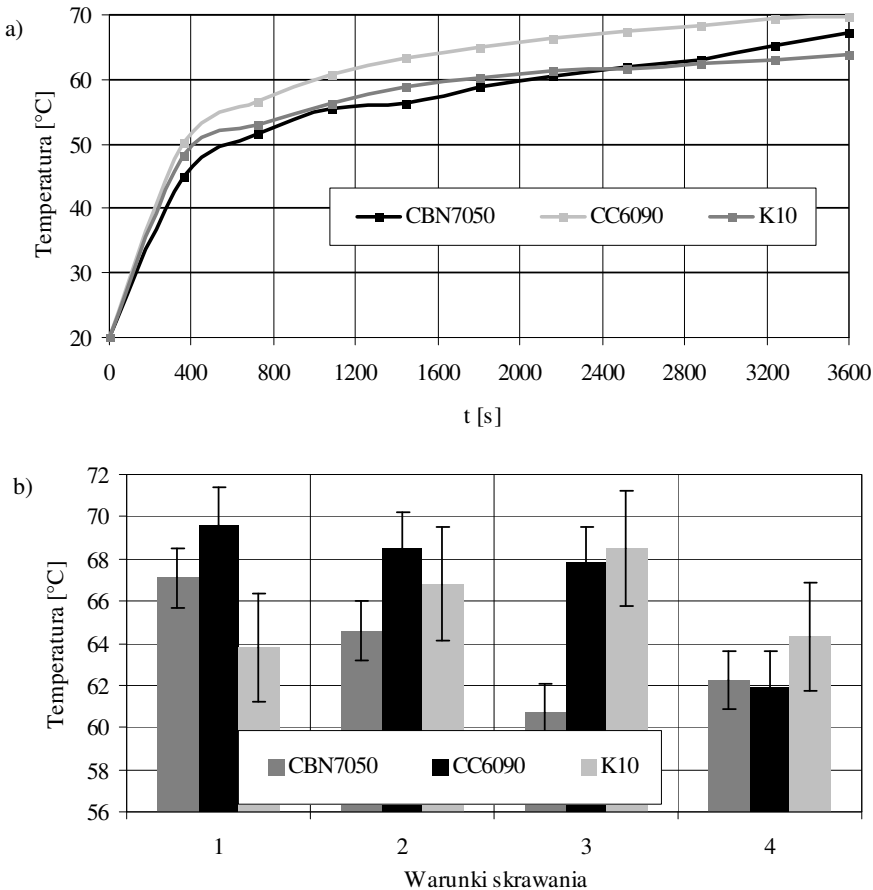 a)
Temperatura [°C]
70
60
50
40
30
20
CBN7050 CC6090 K10
0 400 800 1200 1600 2000 2400 2800 3200 3600
t [s]
b)
Temperatura [°C]
72
70
68
66
64
62
60
58
56
CBN7050 CC6090 K10
1 2 3 4
Warunki skrawania